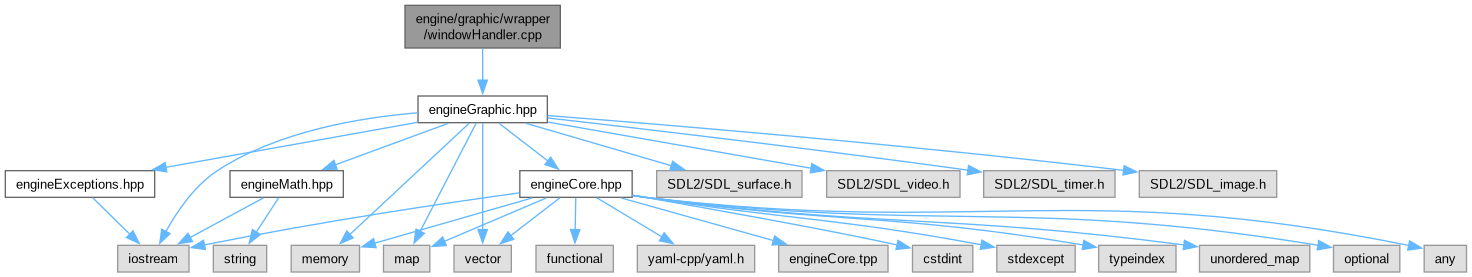 engine/graphic/wrapper
/windowHandler.cpp
engineGraphic.hpp
engineExceptions.hpp
engineMath.hpp
engineCore.hpp
SDL2/SDL_surface.h
SDL2/SDL_video.h
SDL2/SDL_timer.h
SDL2/SDL_image.h
iostream
string
memory
map
vector
functional
yaml-cpp/yaml.h
engineCore.tpp
cstdint
stdexcept
typeindex
unordered_map
optional
any